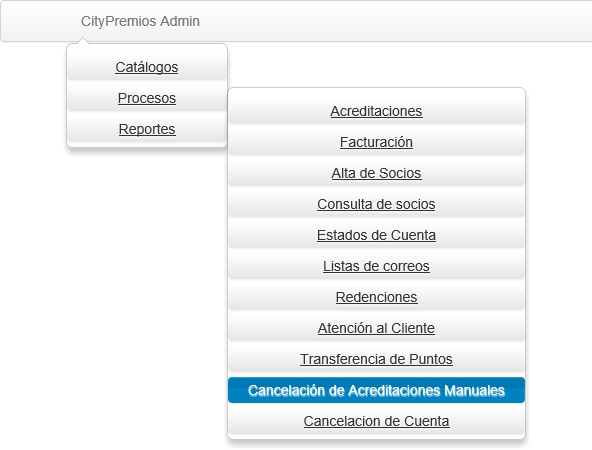 CityPremios Admin
Catálogos
Procesos
Reportes
Acreditaciones
Facturación
Alta de Socios
Consulta de socios
Estados de Cuenta
Listas de correos
Redenciones
Atención al Cliente
Transferencia de Puntos
Cancelación de Acreditaciones Manuales
Cancelacion de Cuenta